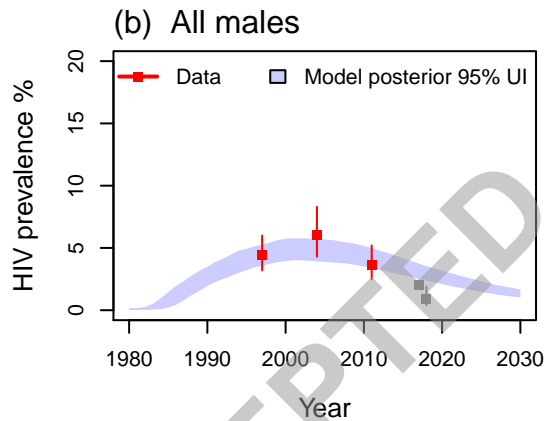 (b) All males
HIV prevalence %
20
15
10
5
0
Data
Model posterior 95% UI
1980 1990 2000 2010 2020 2030
Year
EPTED